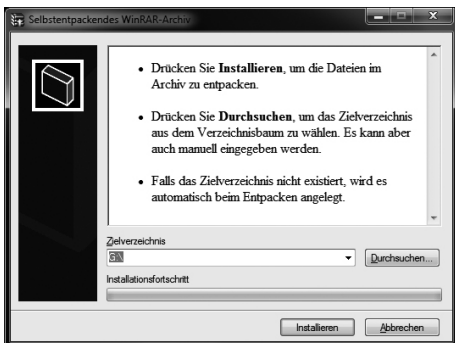 Selbstentpackendes WinRAR-Archiv
• Drücken Sie Installieren, um die Dateien im
Archiv zu entpacken.
• Drücken Sie Durchsuchen, um das Zielverzeichnis
aus dem Verzeichnisbaum zu wählen. Es kann aber
auch manuell eingegeben werden.
• Falls das Zielverzeichnis nicht existiert, wird es
automatisch beim Entpacken angelegt.
Zielverzeichnis
G:\
Durchsuchen...
Installationsfortschritt
Installieren
Abbrechen